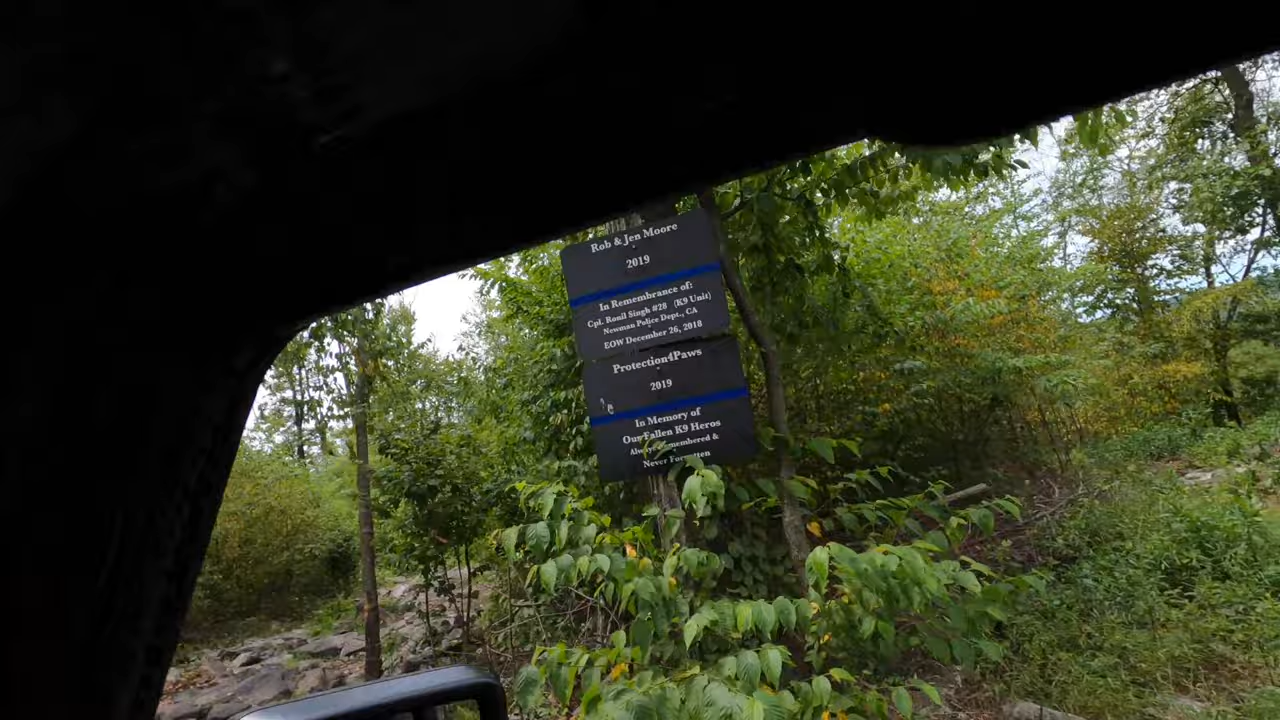 Rob & Jen Moore
2019
In Remembrance of:
Cpl. Ronil Singh #28 (K9 Unit)
Newman Police Dept., CA
EOW December 26, 2018
Protection4Paws
2019
In Memory of
Our Fallen K9 Heros
Always Remembered &
Never Forgotten